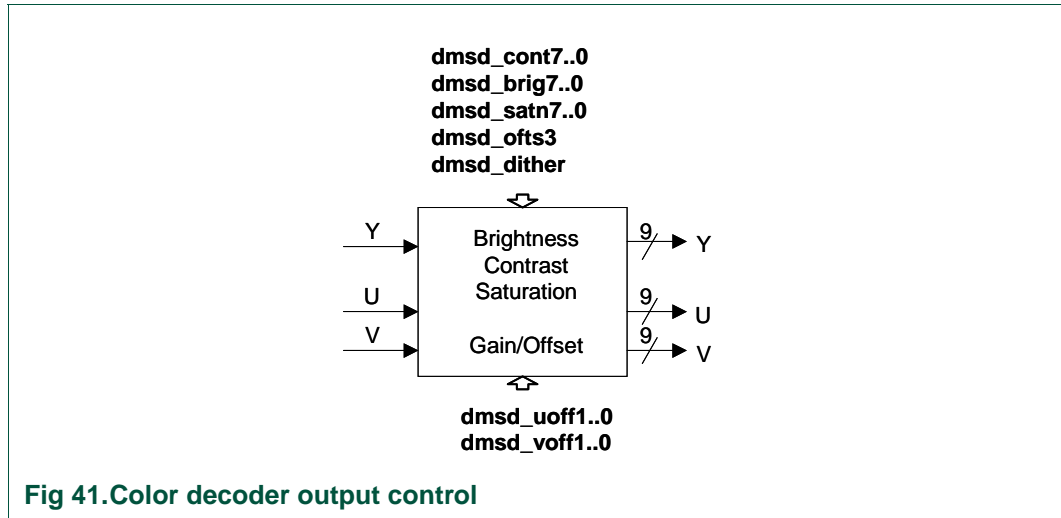 dmsd_cont7..0
dmsd_brig7..0
dmsd_satn7..0
dmsd_ofts3
dmsd_dither
Y
Brightness
9
Y
Contrast
Saturation
U
9
U
V
Gain/Offset
9
V
dmsd_uoff1..0
dmsd_voff1..0
Fig 41.Color decoder output control